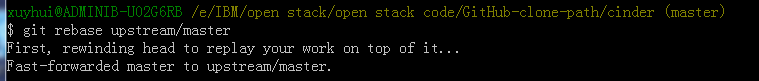 xuyhui@ADMINIB-U02G6RB /e/IBM/open stack/open stack code/GitHub-clone-path/cinder (master)
$ git rebase upstream/master
First, rewinding head to replay your work on top of it...
Fast-forwarded master to upstream/master.